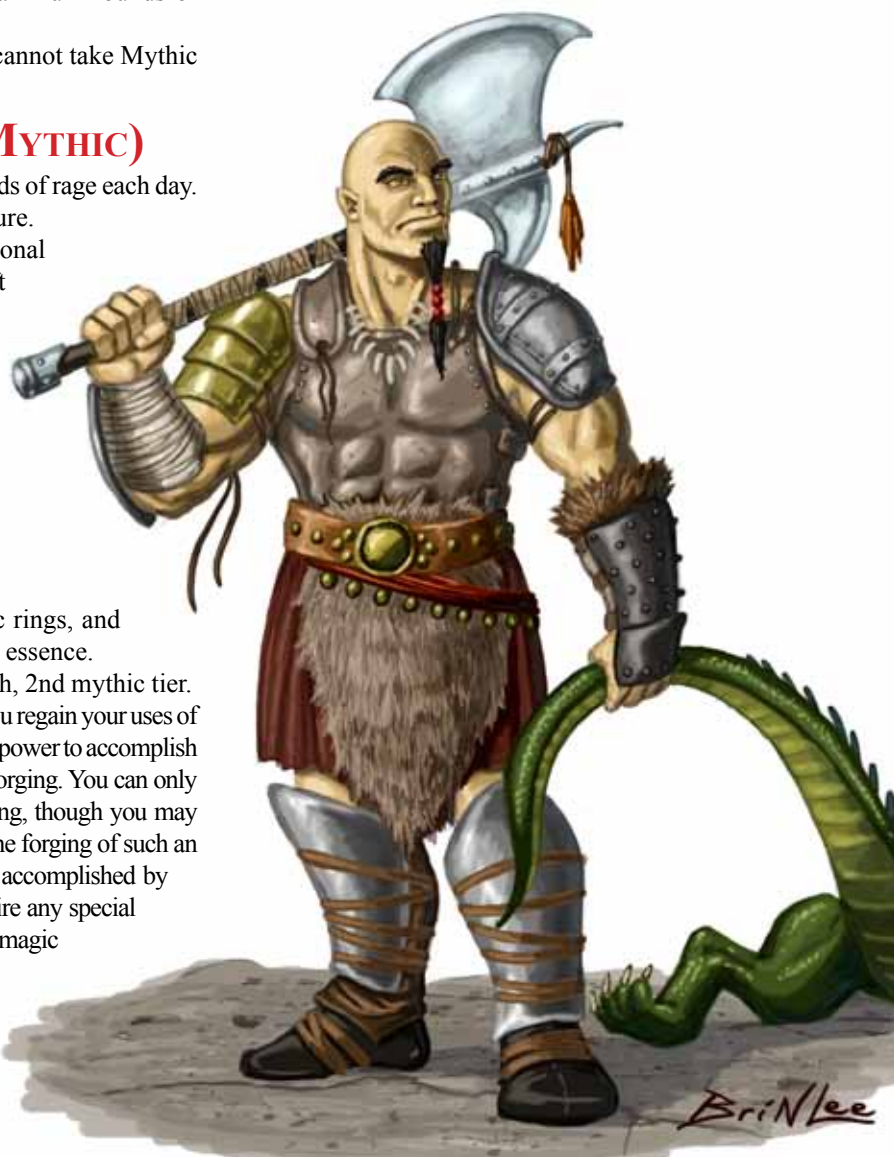 cannot take Mythic
MYTHIC)
ds of rage each day.
ure.
onal
t
c rings, and
essence.
h, 2nd mythic tier.
u regain your uses of
power to accomplish
orging. You can only
ng, though you may
he forging of such an
accomplished by
ire any special
magic
BriNLee